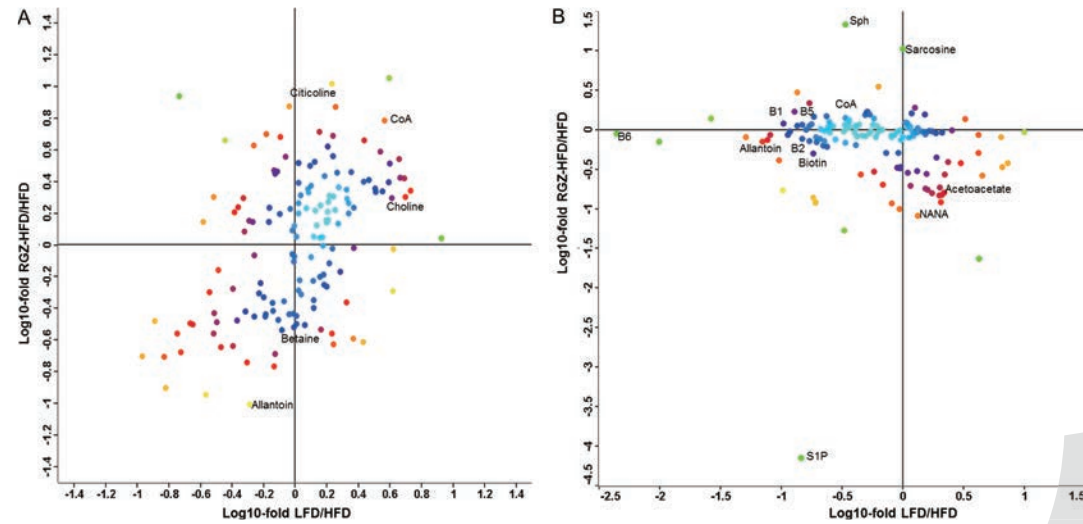 A
Log10-fold RGZ-HFD/HFD
1.4
1.2
1
0.8
0.6
0.4
0.2
0
-0.2
-0.4
-0.6
-0.8
-1
-1.2
-1.4
Citicoline
CoA
Choline
Betaine
Allantoin
-1.4 -1.2 -1 -0.8 -0.6 -0.4 -0.2 0 0.2 0.4 0.6 0.8 1 1.2 1.4
Log10-fold LFD/HFD
B
Log10-fold RGZ-HFD/HFD
1.5
1
0.5
0
-0.5
-1
-1.5
-2
-2.5
-3
-3.5
-4
-4.5
Sph
Sarcosine
CoA
B1 B5
B6
B2
Allantoin
Biotin
Acetoacetate
NANA
S1P
-2.5 -2 -1.5 -1 -0.5 0 0.5 1 1.5
Log10-fold LFD/HFD